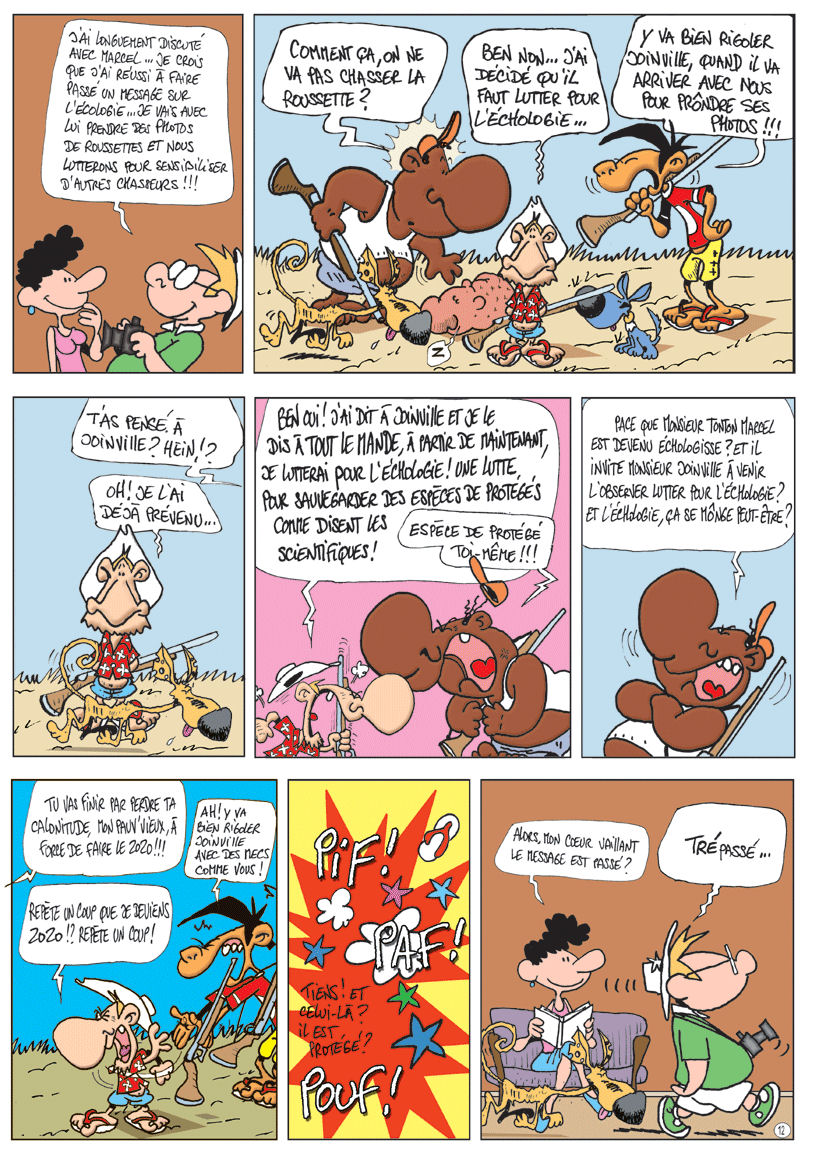 J'AI LONGUEMENT DISCUTÉ
AVEC MARCEL... JE CROIS
QUE J'AI RÉUSSI À FAIRE
PASSÉ UN MESSAGE SUR
L'ÉCOLOGIE... JE VAIS AVEC
LUI PRENDRE DES PHOTOS
DE ROUSSETTES ET NOUS
LUTTERONS POUR SENSIBILISER
D'AUTRES CHASSEURS !!!
COMMENT ÇA, ON NE
VA PAS CHASSER LA
ROUSSETTE ?
BEN NON... J'AI
DÉCIDÉ QU'IL
FAUT LUTTER POUR
L'ÉCHOLOGIE...
Y VA BIEN RIGOLER
JOINVILLE, QUAND IL VA
ARRIVER AVEC NOUS
POUR PRÔNDRE SES
PHOTOS !!!
Z
T'AS PENSÉ À
JOINVILLE ? HEIN !?
OH ! JE L'AI
DÉJÀ PRÉVENU...
BEN OUI ! J'AI DIT À JOINVILLE ET JE LE
DIS À TOUT LE MANDE, À PARTIR DE MAINTENANT,
JE LUTTERAI POUR L'ÉCHOLOGIE ! UNE LUTTE
POUR SAUVEGARDER DES ESPÈCES DE PROTÉGÉS
COMME DISENT LES
SCIENTIFIQUES !
ESPÈCE DE PROTÉGÉ
TOI-MÊME !!!
PACE QUE MONSIEUR TONTON MARCEL
EST DEVENU ÉCHOLOGISSE ? ET IL
INVITE MONSIEUR JOINVILLE À VENIR
L'OBSERVER LUTTER POUR L'ÉCHOLOGIE ?
ET L'ÉCHOLOGIE, ÇA SE MÔNGE PEUT-ÊTRE ?
TU VAS FINIR PAR PERDRE TA
CALONITUDE, MON PAUV'VIEUX, À
FORCE DE FAIRE LE 2020 !!!
AH ! Y VA
BIEN RIGOLER
JOINVILLE
AVEC DES MECS
COMME VOUS !
REPÈTE UN COUP QUE JE DEVIENS
2020 !? REPÈTE UN COUP !
PIF !
PAF !
TIENS ! ET
CELUI-LÀ ?
IL EST
PROTÉGÉ ?
POUF !
ALORS, MON COEUR VAILLANT
LE MESSAGE EST PASSÉ ?
TRÉPASSÉ...
12